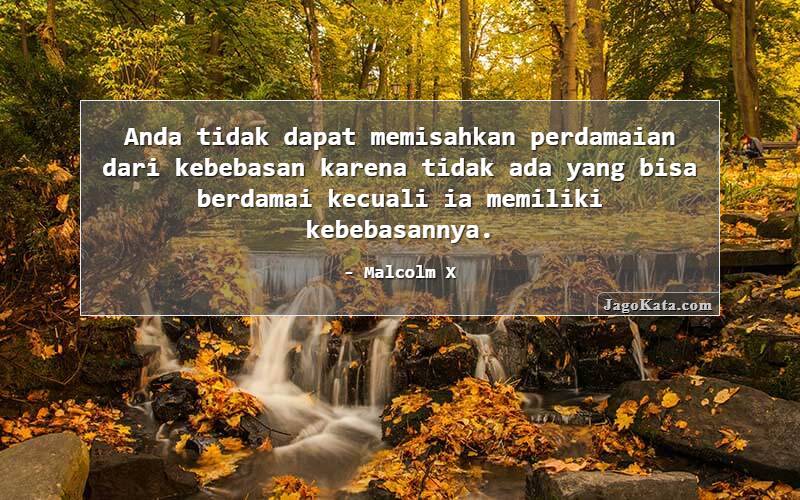 Anda tidak dapat memisahkan perdamaian
dari kebebasan karena tidak ada yang bisa
berdamai kecuali ia memiliki
kebebasannya.
- Malcolm X
JagoKata.com